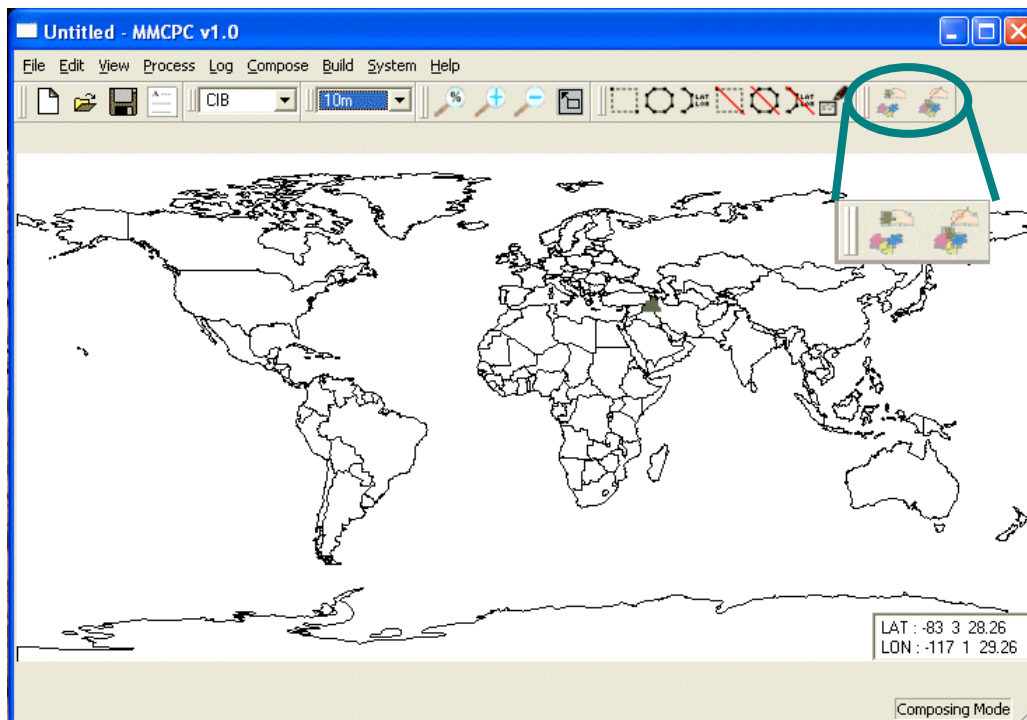 Untitled - MMCPC v1.0
File Edit View Process Log Compose Build System Help
CIB 10m % LAT LON LAT LON
LAT : -83 3 28.26
LON : -117 1 29.26
Composing Mode